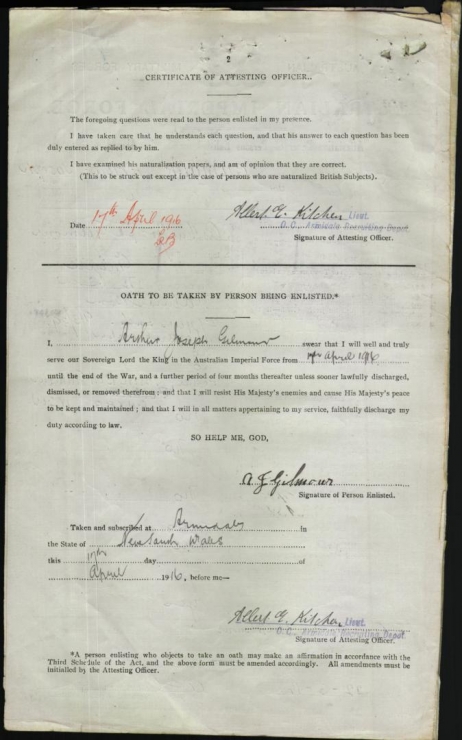 2
CERTIFICATE OF ATTESTING OFFICER.
The foregoing questions were read to the person enlisted in my presence.
I have taken care that he understands each question, and that his answer to each question has been
duly entered as replied to by him.
I have examined his naturalization papers, and am of opinion that they are correct.
(This to be struck out except in the case of persons who are naturalized British Subjects).
Date 17th April 1916 Albert E. Kitchen Lieut.
O.C. Armidale Recruiting Depot.
Signature of Attesting Officer.
OATH TO BE TAKEN BY PERSON BEING ENLISTED.*
I, Arthur Joseph Gilmour swear that I will well and truly
serve our Sovereign Lord the King in the Australian Imperial Force from 17th April 1916
until the end of the War, and a further period of four months thereafter unless sooner lawfully discharged,
dismissed, or removed therefrom; and that I will resist His Majesty's enemies and cause His Majesty's peace
to be kept and maintained; and that I will in all matters appertaining to my service, faithfully discharge my
duty according to law.
SO HELP ME, GOD,
A J Gilmour
Signature of Person Enlisted.
Taken and subscribed at Armidale in
the State of New South Wales
this 17th day of
April 1916, before me—
Albert E. Kitchen Lieut.
O.C. Armidale Recruiting Depot.
Signature of Attesting Officer.
*A person enlisting who objects to take an oath may make an affirmation in accordance with the
Third Schedule of the Act, and the above form must be amended accordingly. All amendments must be
initialled by the Attesting Officer.